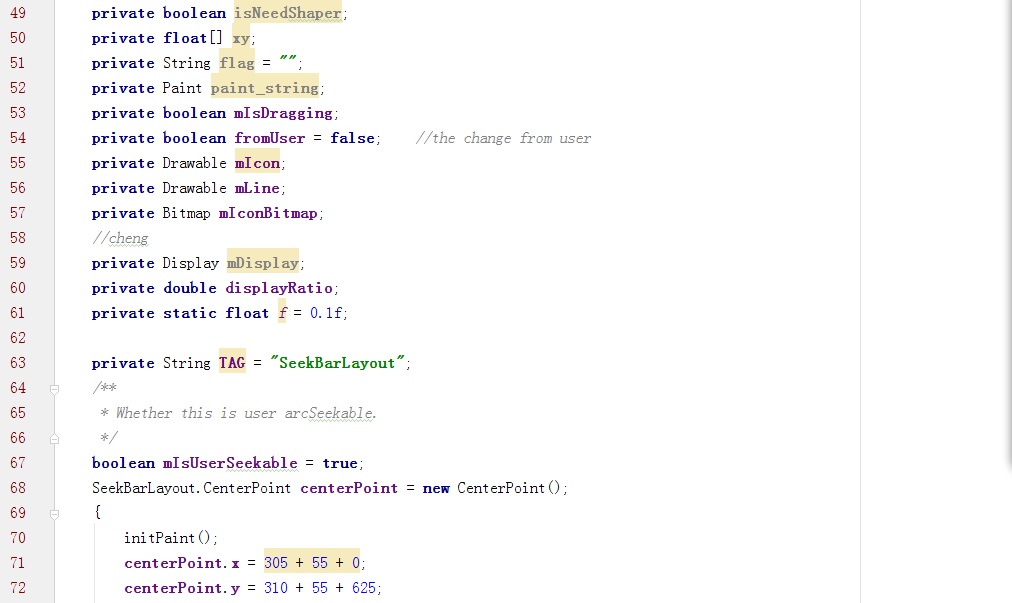 49 private boolean isNeedShaper;
50 private float[] xy;
51 private String flag = "";
52 private Paint paint_string;
53 private boolean mIsDragging;
54 private boolean fromUser = false;    //the change from user
55 private Drawable mIcon;
56 private Drawable mLine;
57 private Bitmap mIconBitmap;
58 //cheng
59 private Display mDisplay;
60 private double displayRatio;
61 private static float f = 0.1f;
62
63 private String TAG = "SeekBarLayout";
64 /**
65  * Whether this is user arcSeekable.
66  */
67 boolean mIsUserSeekable = true;
68 SeekBarLayout.CenterPoint centerPoint = new CenterPoint();
69 {
70     initPaint();
71     centerPoint.x = 305 + 55 + 0;
72     centerPoint.y = 310 + 55 + 625;